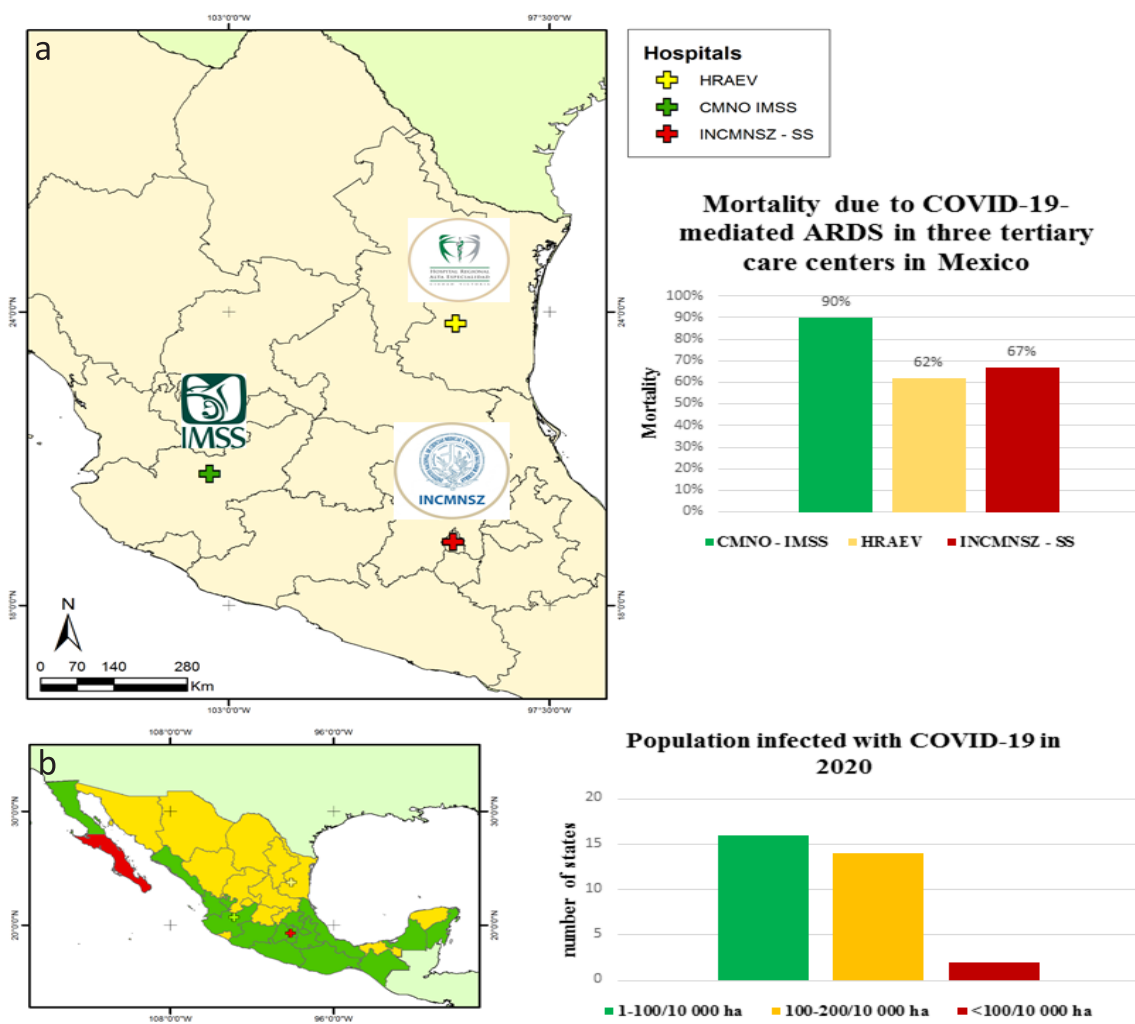 a
103°0'0"W
97°30'0"W
24°0'0"N
24°0'0"N
18°0'0"N
18°0'0"N
103°0'0"W
97°30'0"W
HOSPITAL REGIONAL
ALTA ESPECIALIDAD
CIUDAD VICTORIA
IMSS
INCMNSZ
N
0 70 140 280
Km
Hospitals
HRAEV
CMNO IMSS
INCMNSZ - SS
Mortality due to COVID-19-
mediated ARDS in three tertiary
care centers in Mexico
Mortality
100%
90%
80%
70%
60%
50%
40%
30%
20%
10%
0%
90%
62%
67%
CMNO - IMSS HRAEV INCMNSZ - SS
b
108°0'0"W
96°0'0"W
30°0'0"N
30°0'0"N
20°0'0"N
20°0'0"N
108°0'0"W
96°0'0"W
Population infected with COVID-19 in
2020
number of states
20
15
10
5
0
1-100/10 000 ha 100-200/10 000 ha <100/10 000 ha